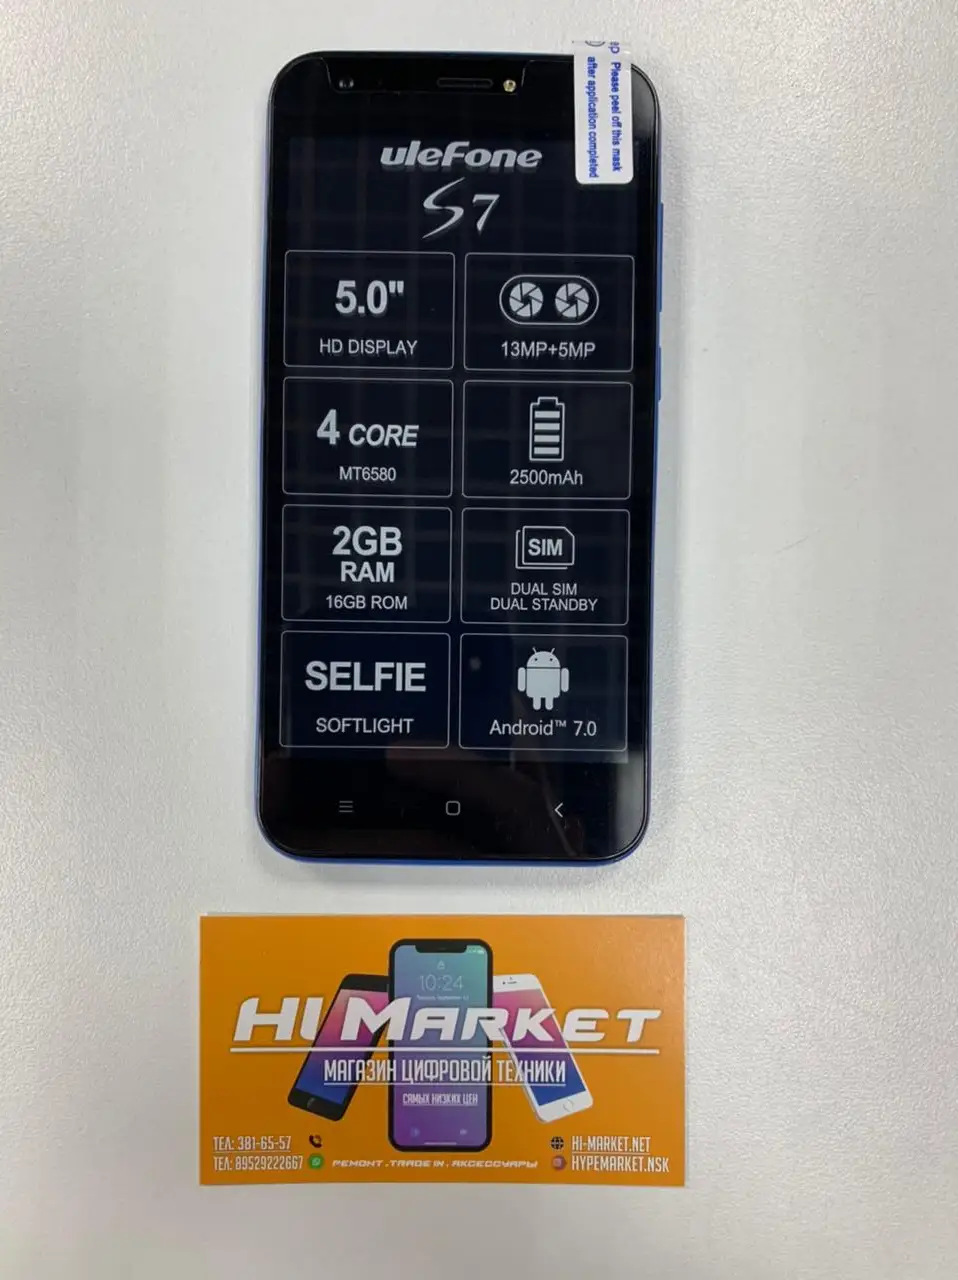 Please peel off this mask
after application completed
uleFone
S7
5.0"
HD DISPLAY
13MP+5MP
4 CORE
MT6580
2500mAh
2GB
RAM
16GB ROM
SIM
DUAL SIM
DUAL STANDBY
SELFIE
SOFTLIGHT
Android™ 7.0
10:24
HI MARKET
МАГАЗИН ЦИФРОВОЙ ТЕХНИКИ
САМЫХ НИЗКИХ ЦЕН
ТЕЛ: 381-65-57
ТЕЛ: 89529222667
РЕМОНТ.TRADE IN. АКСЕССУАРЫ
HI-MARKET.NET
HYPEMARKET.NSK